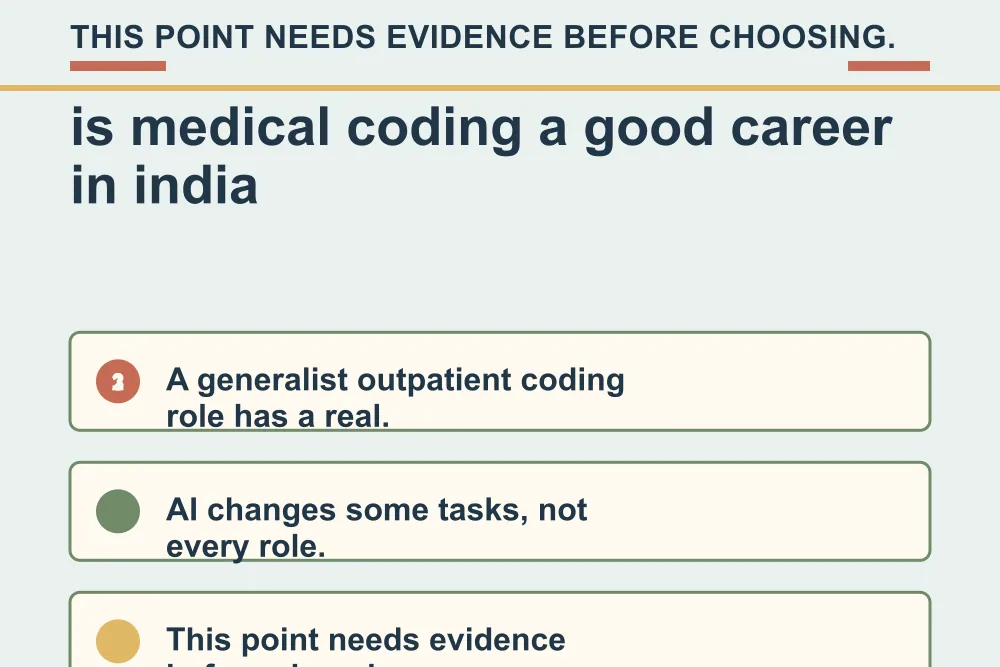 THIS POINT NEEDS EVIDENCE BEFORE CHOOSING.
is medical coding a good career
in india
A generalist outpatient coding
role has a real.
AI changes some tasks, not
every role.
This point needs evidence